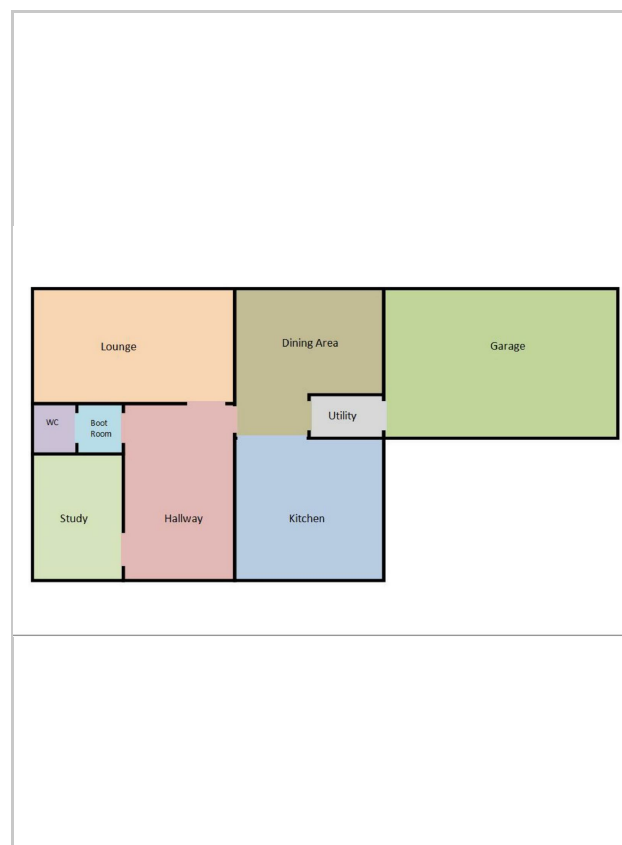 Lounge
Dining Area
Garage
WC
Boot
Room
Utility
Study
Hallway
Kitchen